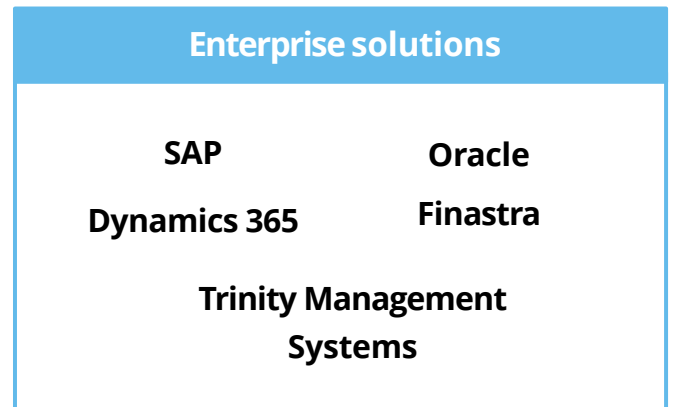 Enterprise solutions
SAP
Oracle
Dynamics 365
Finastra
Trinity Management
Systems